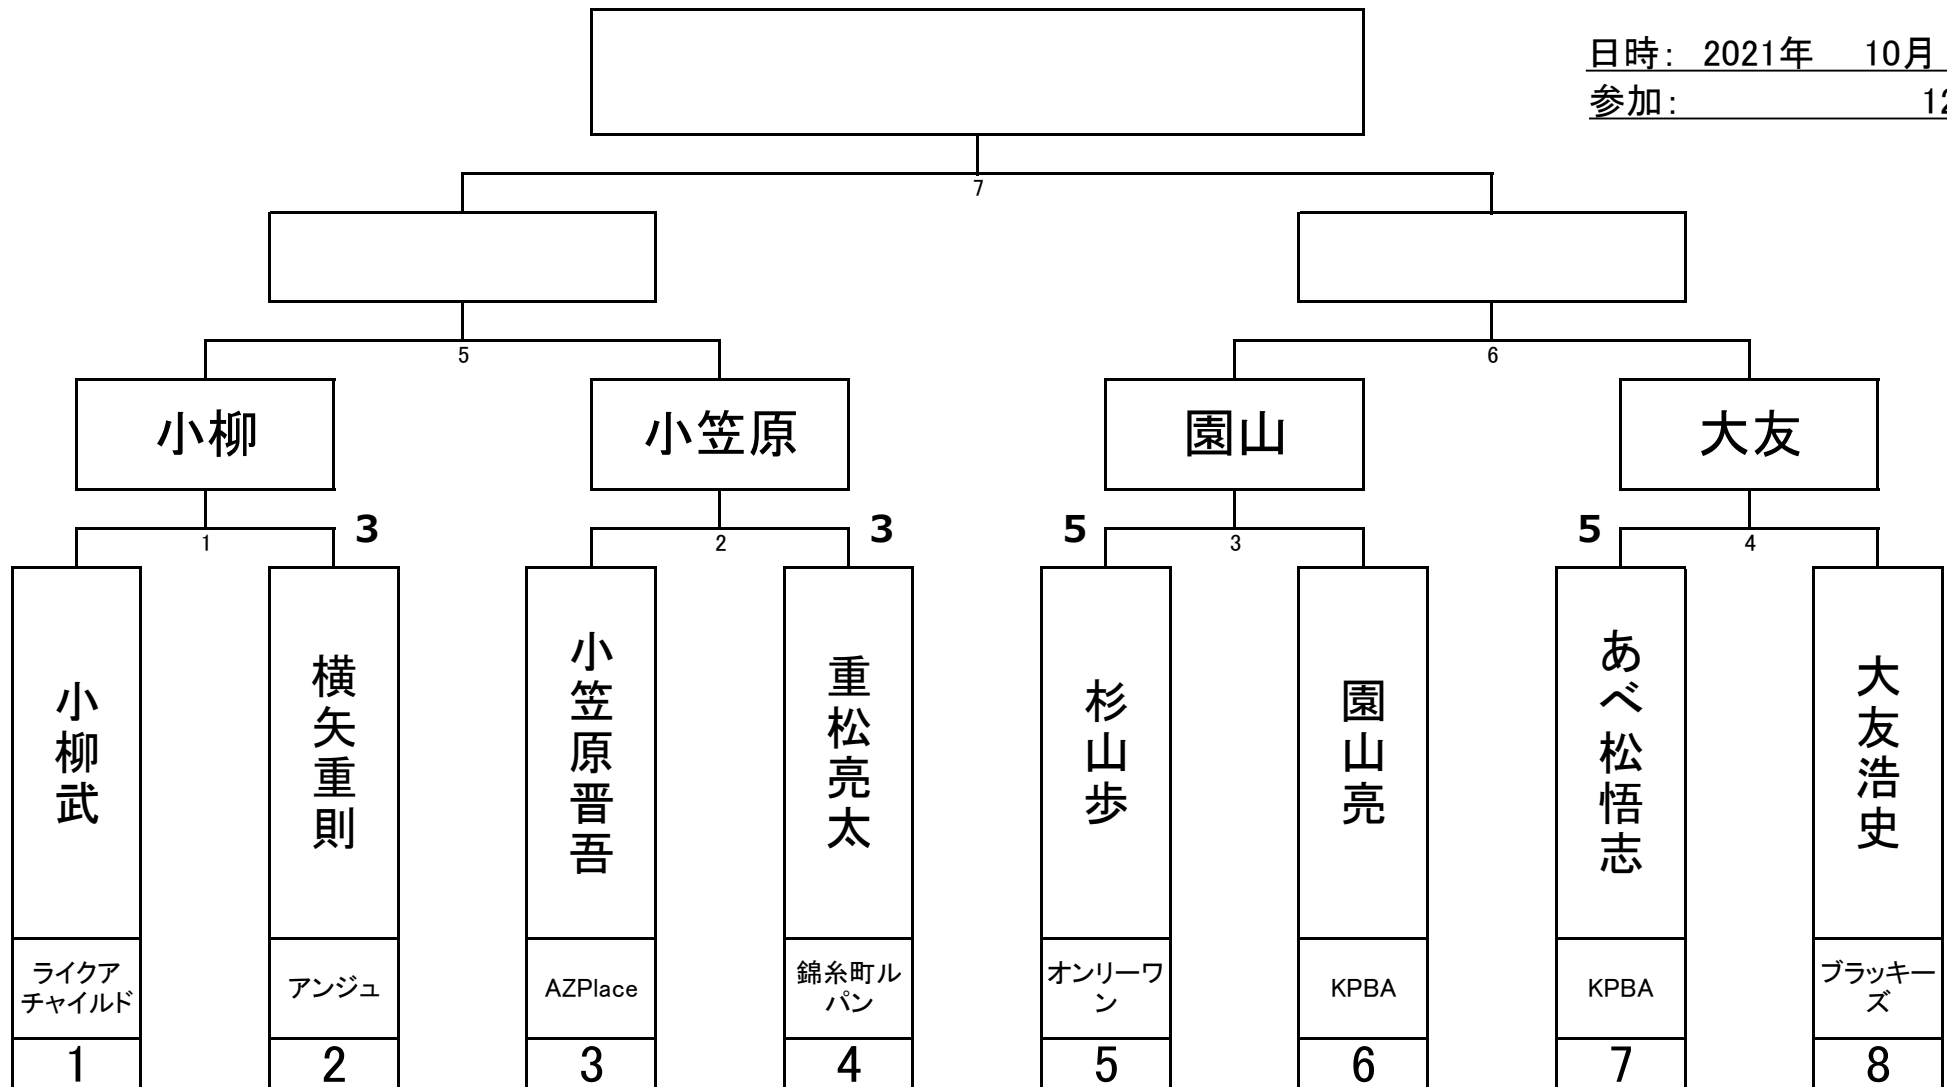 日時： 2021年 10月
参加： 12
7
5
6
小柳
小笠原
園山
大友
3
3
5
5
1
2
3
4
小柳武
横矢重則
小笠原晋吾
重松亮太
杉山歩
園山亮
あべ松悟志
大友浩史
ライクア
チャイルド
アンジュ
AZPlace
錦糸町ル
パン
オンリーワ
ン
KPBA
KPBA
ブラッキー
ズ
1
2
3
4
5
6
7
8